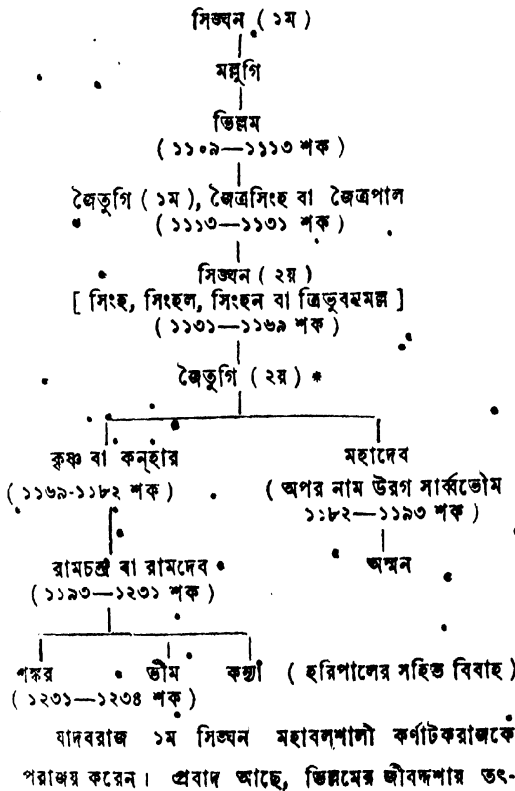 সিঙ্ঘন ( ১ম )
মল্লুগি
ভিল্লম
( ১১০৯—১১১৩ শক )
জৈতুগি ( ১ম ), জৈত্রসিংহ বা জৈত্রপাল
( ১১১৩—১১৩১ শক )
সিঙ্ঘন ( ২য় )
[ সিংহ, সিংহল, সিংহন বা ত্রিভুবনমল্ল ]
( ১১৩১—১১৬৯ শক )
জৈতুগি ( ২য় ) *
কৃষ্ণ বা কন্‌হার মহাদেব
( ১১৬৯-১১৮২ শক ) ( অপর নাম উরগ সার্ব্বভৌম
১১৮২—১১৯৩ শক )
রামচন্দ্র বা রামদেব অম্মন
( ১১৯৩—১২৩১ শক )
শঙ্কর ভীম কন্যা ( হরিপালের সহিত বিবাহ )
( ১২৩১—১২৩৪ শক )
যাদবরাজ ১ম সিঙ্ঘন মহাবলশালী কর্ণাটকরাজকে
পরাজয় করেন। প্রবাদ আছে, ভিল্লমের জীবদ্দশায় তৎ-